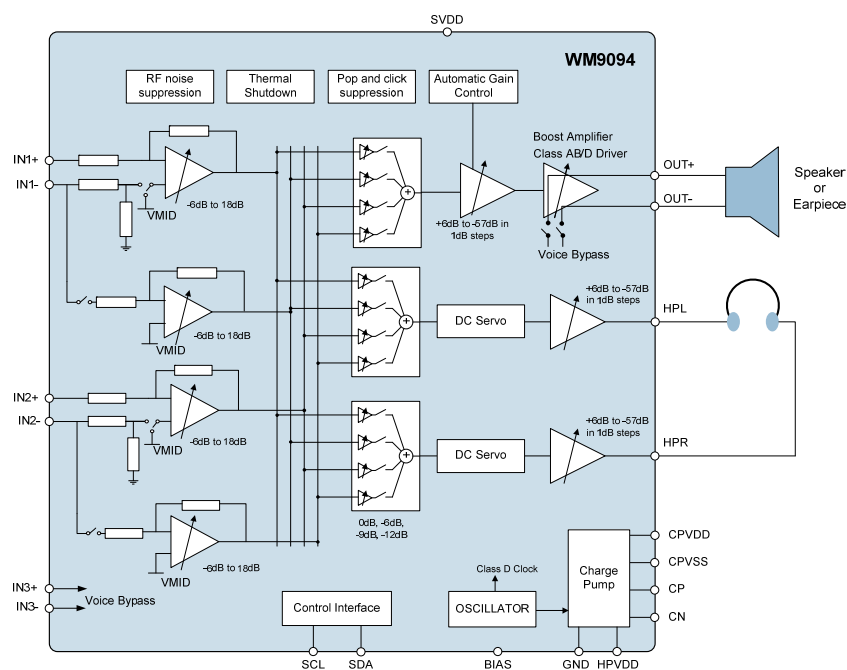 SVDD
WM9094
RF noise
suppression
Thermal
Shutdown
Pop and click
suppression
Automatic Gain
Control
Boost Amplifier
Class AB/D Driver
IN1+
IN1-
VMID
-6dB to 18dB
+6dB to -57dB in
1dB steps
Voice Bypass
OUT+
OUT-
Speaker
or
Earpiece
VMID
-6dB to 18dB
DC Servo
+6dB to -57dB
in 1dB steps
HPL
IN2+
IN2-
VMID
-6dB to 18dB
DC Servo
+6dB to -57dB
in 1dB steps
HPR
VMID
-6dB to 18dB
0dB, -6dB,
-9dB, -12dB
IN3+
IN3-
Voice Bypass
Control Interface
Class D Clock
OSCILLATOR
Charge
Pump
CPVDD
CPVSS
CP
CN
SCL
SDA
BIAS
GND
HPVDD